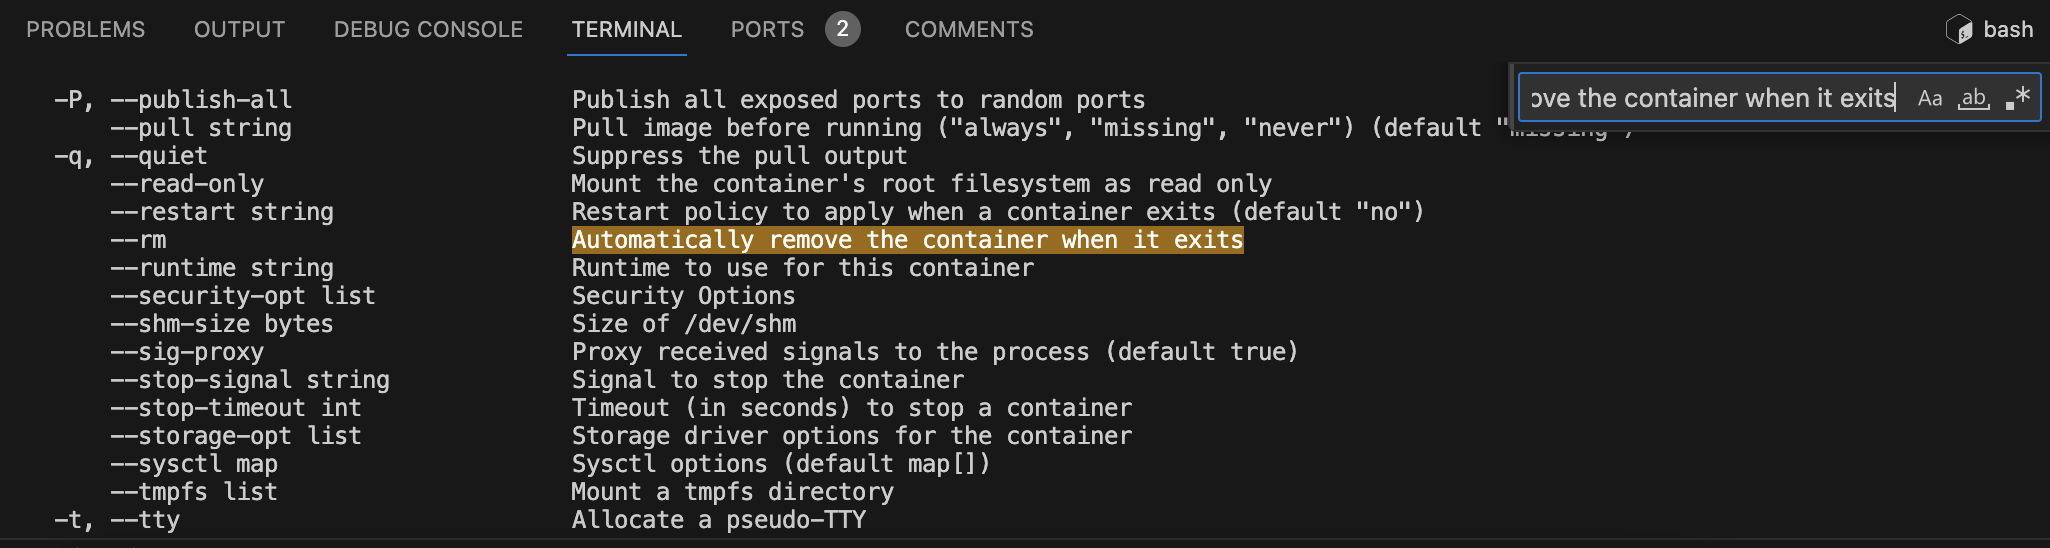 PROBLEMS OUTPUT DEBUG CONSOLE TERMINAL PORTS 2 COMMENTS bash
ove the container when it exits Aa ab .*
-P, --publish-all Publish all exposed ports to random ports
--pull string Pull image before running ("always", "missing", "never") (default "missing")
-q, --quiet Suppress the pull output
--read-only Mount the container's root filesystem as read only
--restart string Restart policy to apply when a container exits (default "no")
--rm Automatically remove the container when it exits
--runtime string Runtime to use for this container
--security-opt list Security Options
--shm-size bytes Size of /dev/shm
--sig-proxy Proxy received signals to the process (default true)
--stop-signal string Signal to stop the container
--stop-timeout int Timeout (in seconds) to stop a container
--storage-opt list Storage driver options for the container
--sysctl map Sysctl options (default map[])
--tmpfs list Mount a tmpfs directory
-t, --tty Allocate a pseudo-TTY